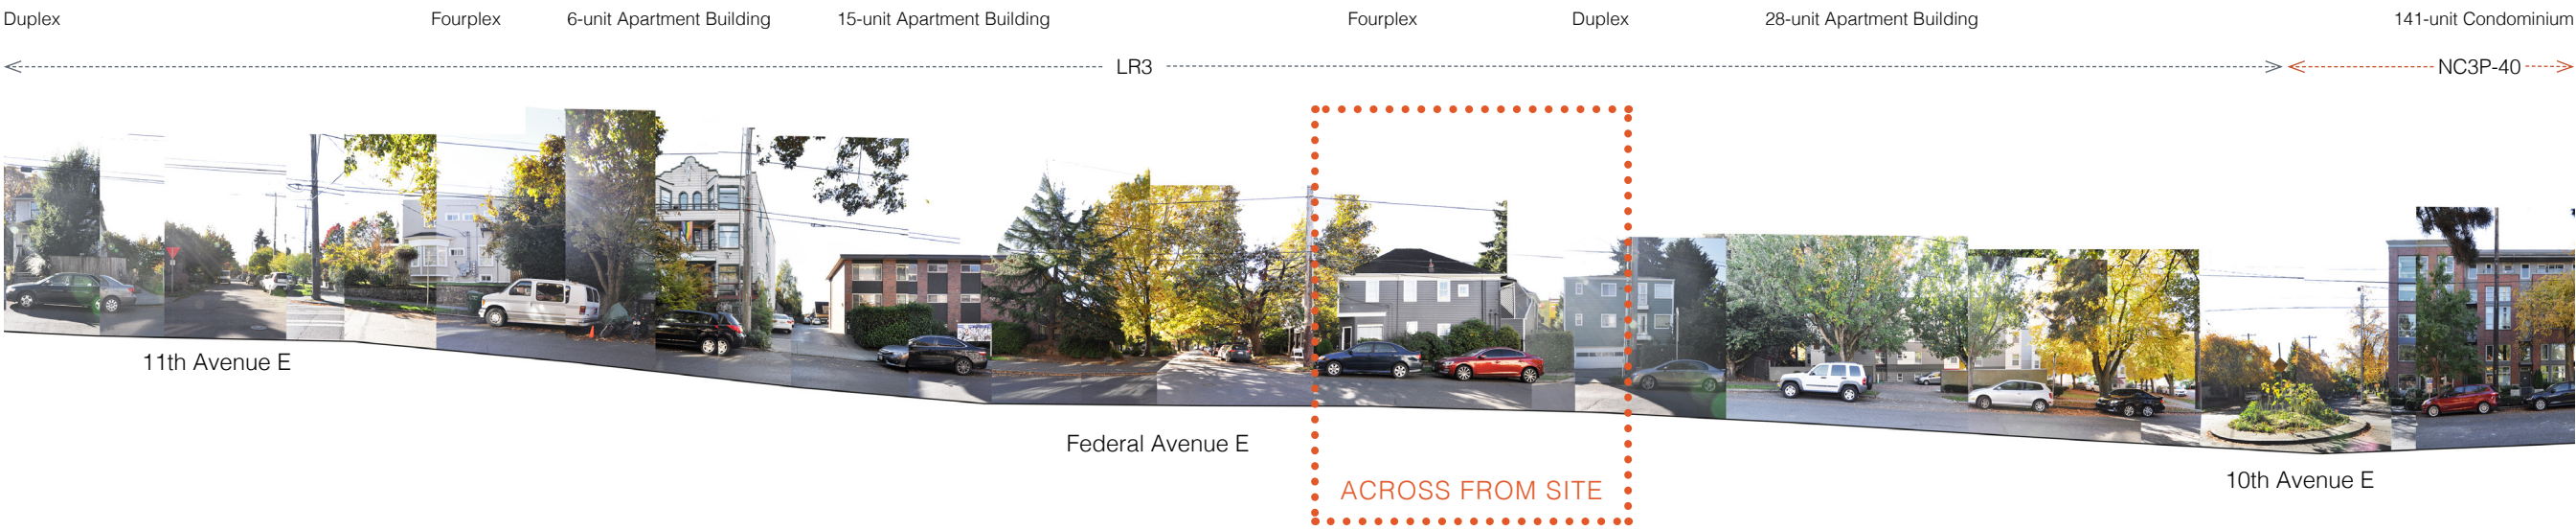 Duplex Fourplex 6-unit Apartment Building 15-unit Apartment Building Fourplex Duplex 28-unit Apartment Building 141-unit Condominium
LR3 NC3P-40
11th Avenue E
Federal Avenue E
10th Avenue E
ACROSS FROM SITE